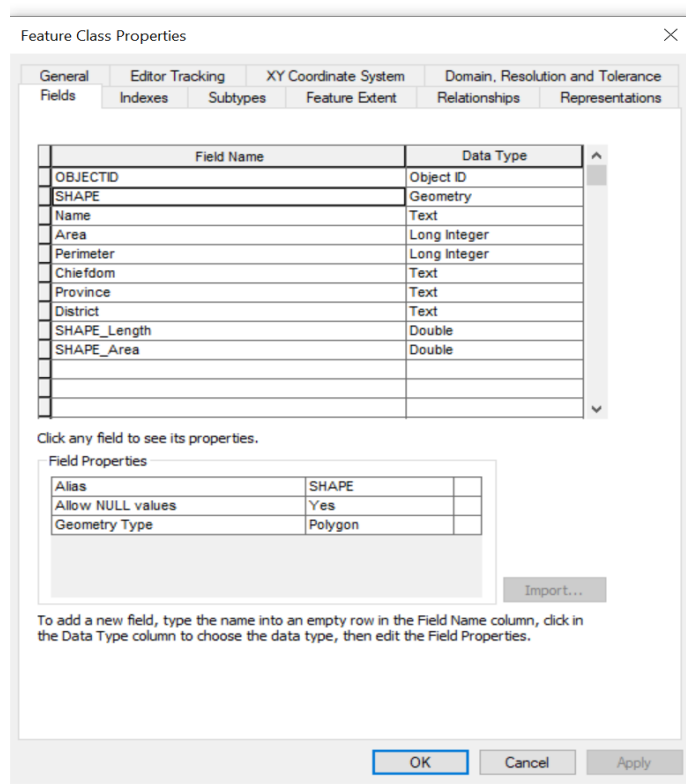 Feature Class Properties
General Editor Tracking XY Coordinate System Domain, Resolution and Tolerance
Fields Indexes Subtypes Feature Extent Relationships Representations
Field Name Data Type
OBJECTID Object ID
SHAPE Geometry
Name Text
Area Long Integer
Perimeter Long Integer
Chiefdom Text
Province Text
District Text
SHAPE_Length Double
SHAPE_Area Double
Click any field to see its properties.
Field Properties
Alias SHAPE
Allow NULL values Yes
Geometry Type Polygon
Import...
To add a new field, type the name into an empty row in the Field Name column, click in
the Data Type column to choose the data type, then edit the Field Properties.
OK Cancel Apply